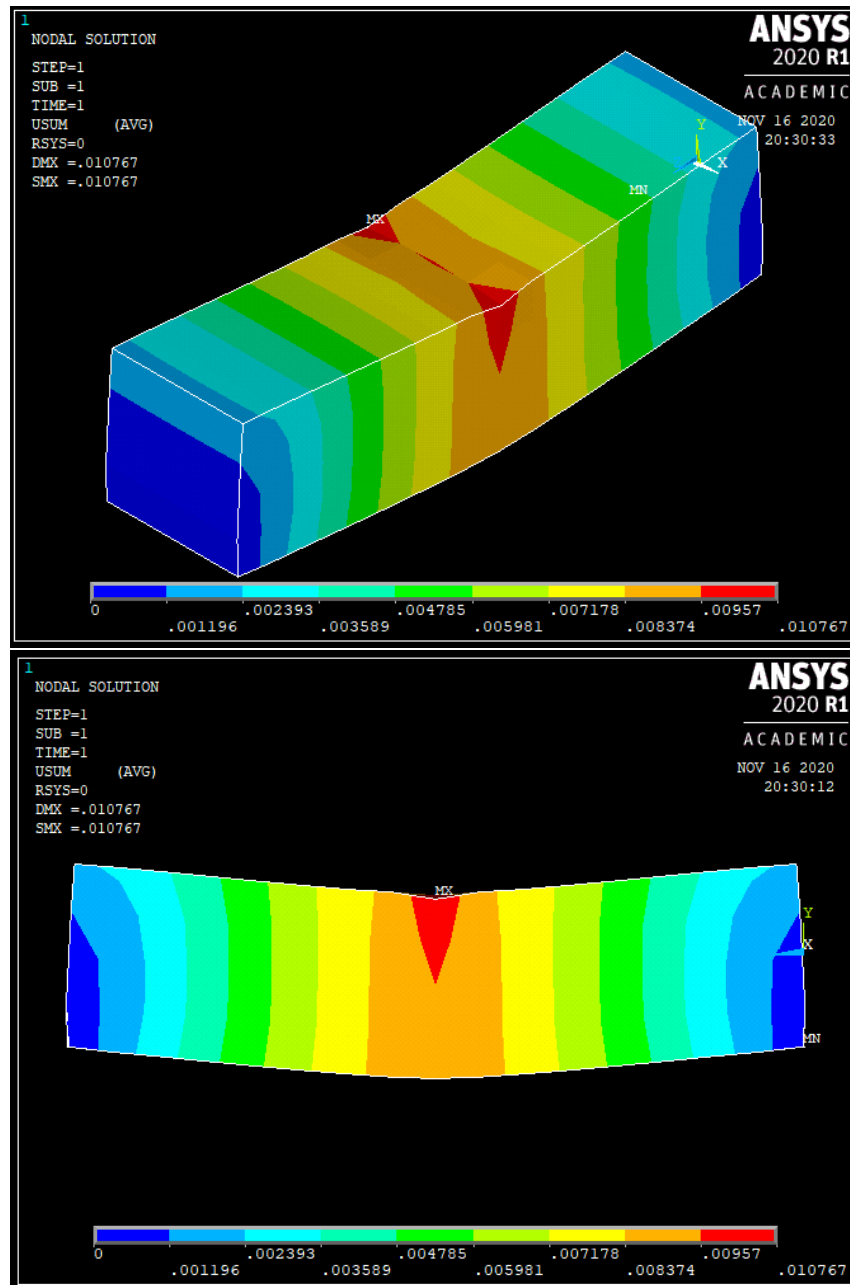 1
NODAL SOLUTION
STEP=1
SUB =1
TIME=1
USUM (AVG)
RSYS=0
DMX =.010767
SMX =.010767
ANSYS
2020 R1
ACADEMIC
NOV 16 2020
20:30:33
Y
X
MN
MX
0 .002393 .004785 .007178 .00957
.001196 .003589 .005981 .008374 .010767
1
NODAL SOLUTION
STEP=1
SUB =1
TIME=1
USUM (AVG)
RSYS=0
DMX =.010767
SMX =.010767
ANSYS
2020 R1
ACADEMIC
NOV 16 2020
20:30:12
MX
Y
X
MN
0 .002393 .004785 .007178 .00957
.001196 .003589 .005981 .008374 .010767